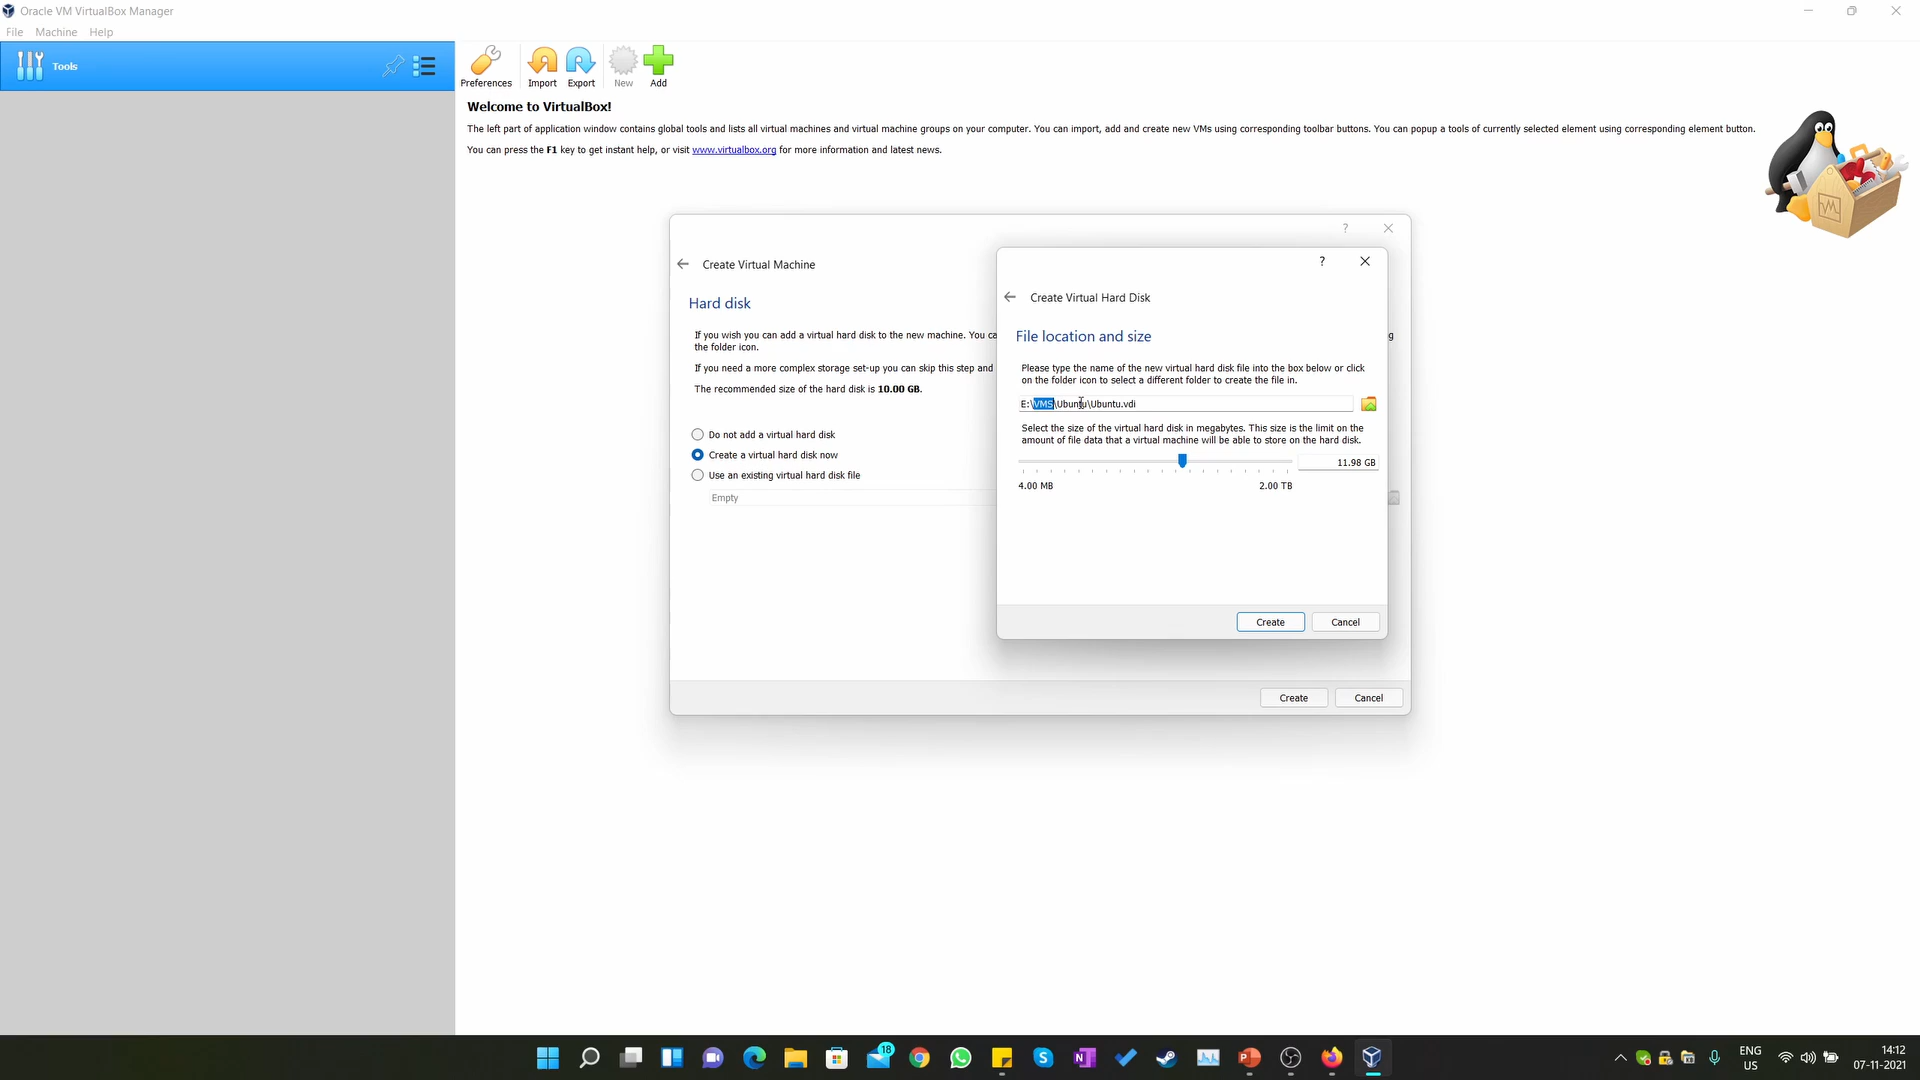 Oracle VM VirtualBox Manager
File Machine Help
Tools
Preferences Import Export New Add
Welcome to VirtualBox!
The left part of application window contains global tools and lists all virtual machines and virtual machine groups on your computer. You can import, add and create new VMs using corresponding toolbar buttons. You can popup a tools of currently selected element using corresponding element button.
You can press the F1 key to get instant help, or visit www.virtualbox.org for more information and latest news.
?
Create Virtual Machine
Hard disk
If you wish you can add a virtual hard disk to the new machine. You ca
g
the folder icon.
If you need a more complex storage set-up you can skip this step and
The recommended size of the hard disk is 10.00 GB.
Do not add a virtual hard disk
Create a virtual hard disk now
Use an existing virtual hard disk file
Empty
Create Cancel
?
Create Virtual Hard Disk
File location and size
Please type the name of the new virtual hard disk file into the box below or click
on the folder icon to select a different folder to create the file in.
E:\VMS\Ubuntu\Ubuntu.vdi
Select the size of the virtual hard disk in megabytes. This size is the limit on the
amount of file data that a virtual machine will be able to store on the hard disk.
11.98 GB
4.00 MB 2.00 TB
Create Cancel
18
ENG
US
14:12
07-11-2021